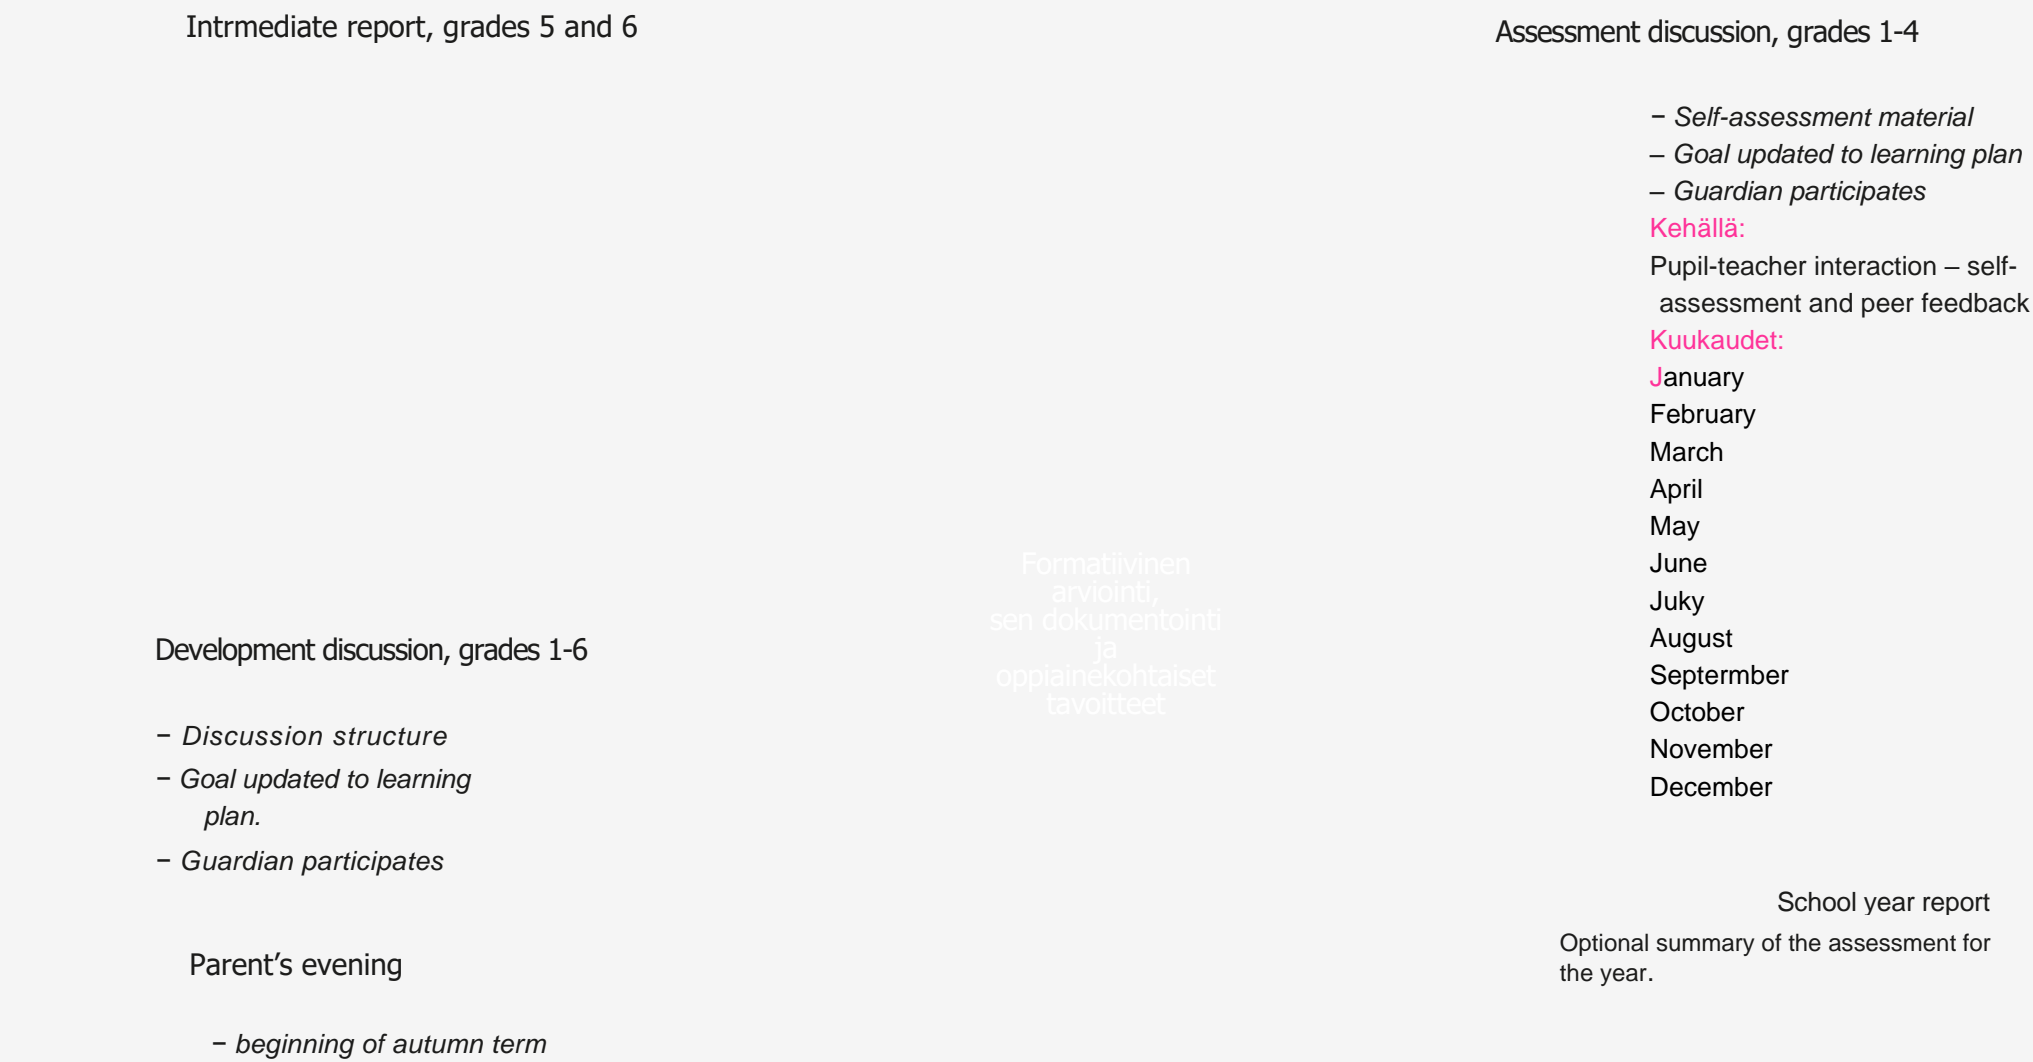 Intrmediate report, grades 5 and 6
Development discussion, grades 1-6
− Discussion structure
− Goal updated to learning
plan.
− Guardian participates
Parent’s evening
− beginning of autumn term
Formatiivinen
arviointi,
sen dokumentointi
ja
oppiainekohtaiset
tavoitteet
Assessment discussion, grades 1-4
− Self-assessment material
– Goal updated to learning plan
– Guardian participates
Kehällä:
Pupil-teacher interaction – self-
assessment and peer feedback
Kuukaudet:
January
February
March
April
May
June
Juky
August
Septermber
October
November
December
School year report
Optional summary of the assessment for
the year.